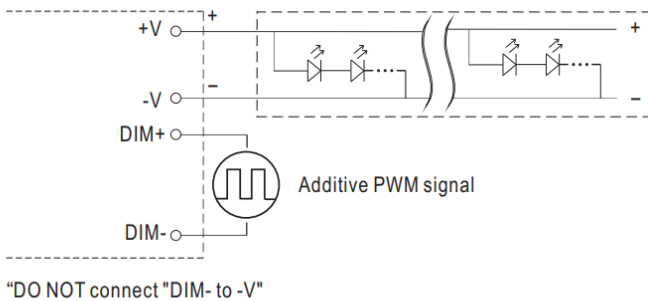 +V + +
-V − −
DIM+
Additive PWM signal
DIM-
“DO NOT connect "DIM- to -V"